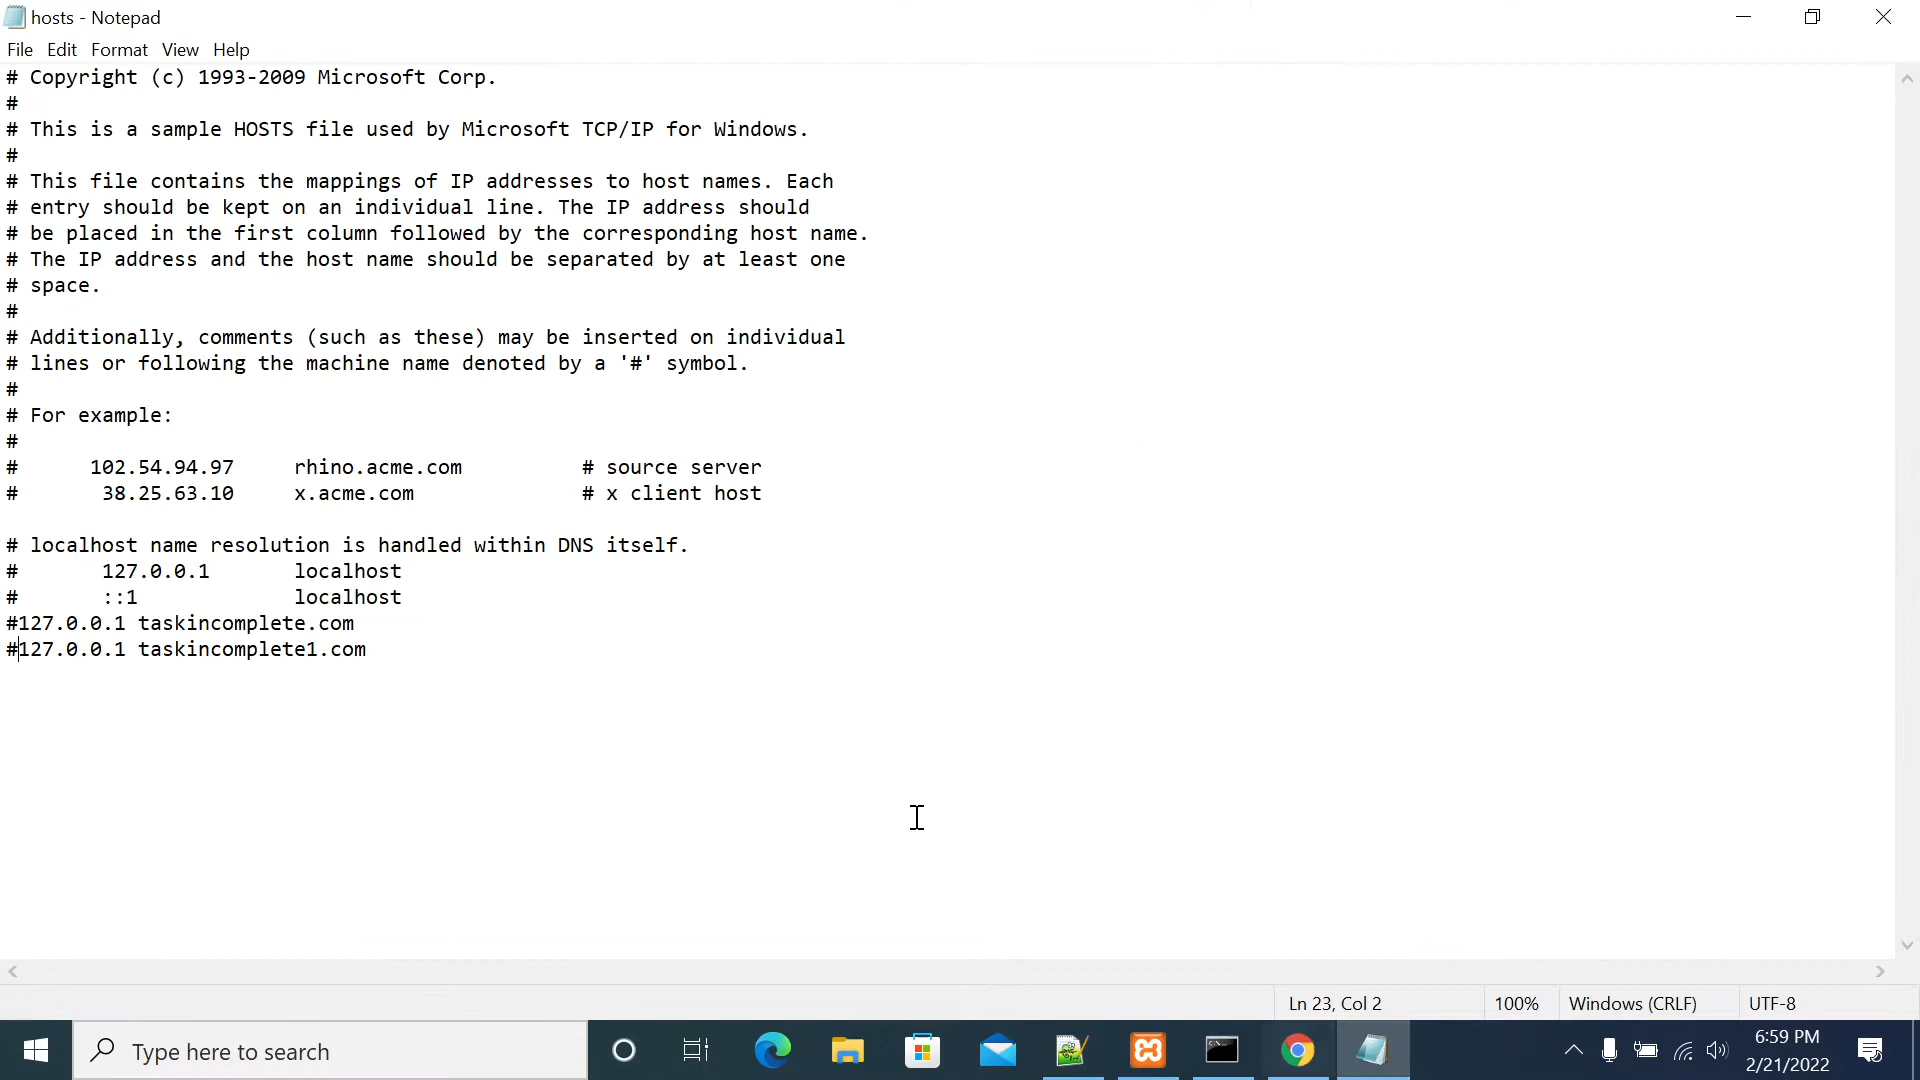 hosts - Notepad
File Edit Format View Help
# Copyright (c) 1993-2009 Microsoft Corp.
#
# This is a sample HOSTS file used by Microsoft TCP/IP for Windows.
#
# This file contains the mappings of IP addresses to host names. Each
# entry should be kept on an individual line. The IP address should
# be placed in the first column followed by the corresponding host name.
# The IP address and the host name should be separated by at least one
# space.
#
# Additionally, comments (such as these) may be inserted on individual
# lines or following the machine name denoted by a '#' symbol.
#
# For example:
#
#      102.54.94.97     rhino.acme.com          # source server
#       38.25.63.10     x.acme.com              # x client host

# localhost name resolution is handled within DNS itself.
#       127.0.0.1       localhost
#       ::1             localhost
#127.0.0.1 taskincomplete.com
#127.0.0.1 taskincomplete1.com
Ln 23, Col 2 100% Windows (CRLF) UTF-8
Type here to search
6:59 PM
2/21/2022